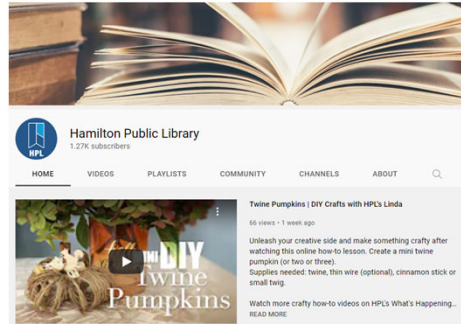 HPL
Hamilton Public Library
1.27K subscribers
HOME VIDEOS PLAYLISTS COMMUNITY CHANNELS ABOUT
MINI DIY
Twine
Pumpkins
Twine Pumpkins | DIY Crafts with HPL's Linda
66 views • 1 week ago
Unleash your creative side and make something crafty after
watching this online how-to lesson. Create a mini twine
pumpkin (or two or three).
Supplies needed: twine, thin wire (optional), cinnamon stick or
small twig.
Watch more crafty how-to videos on HPL's What's Happening...
READ MORE